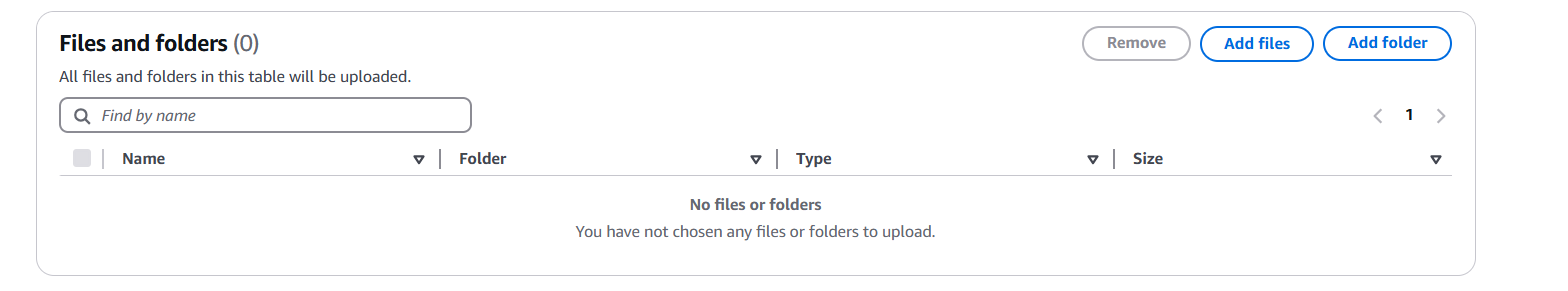 Files and folders (0)
Remove
Add files
Add folder
All files and folders in this table will be uploaded.
Find by name
1
Name
Folder
Type
Size
No files or folders
You have not chosen any files or folders to upload.